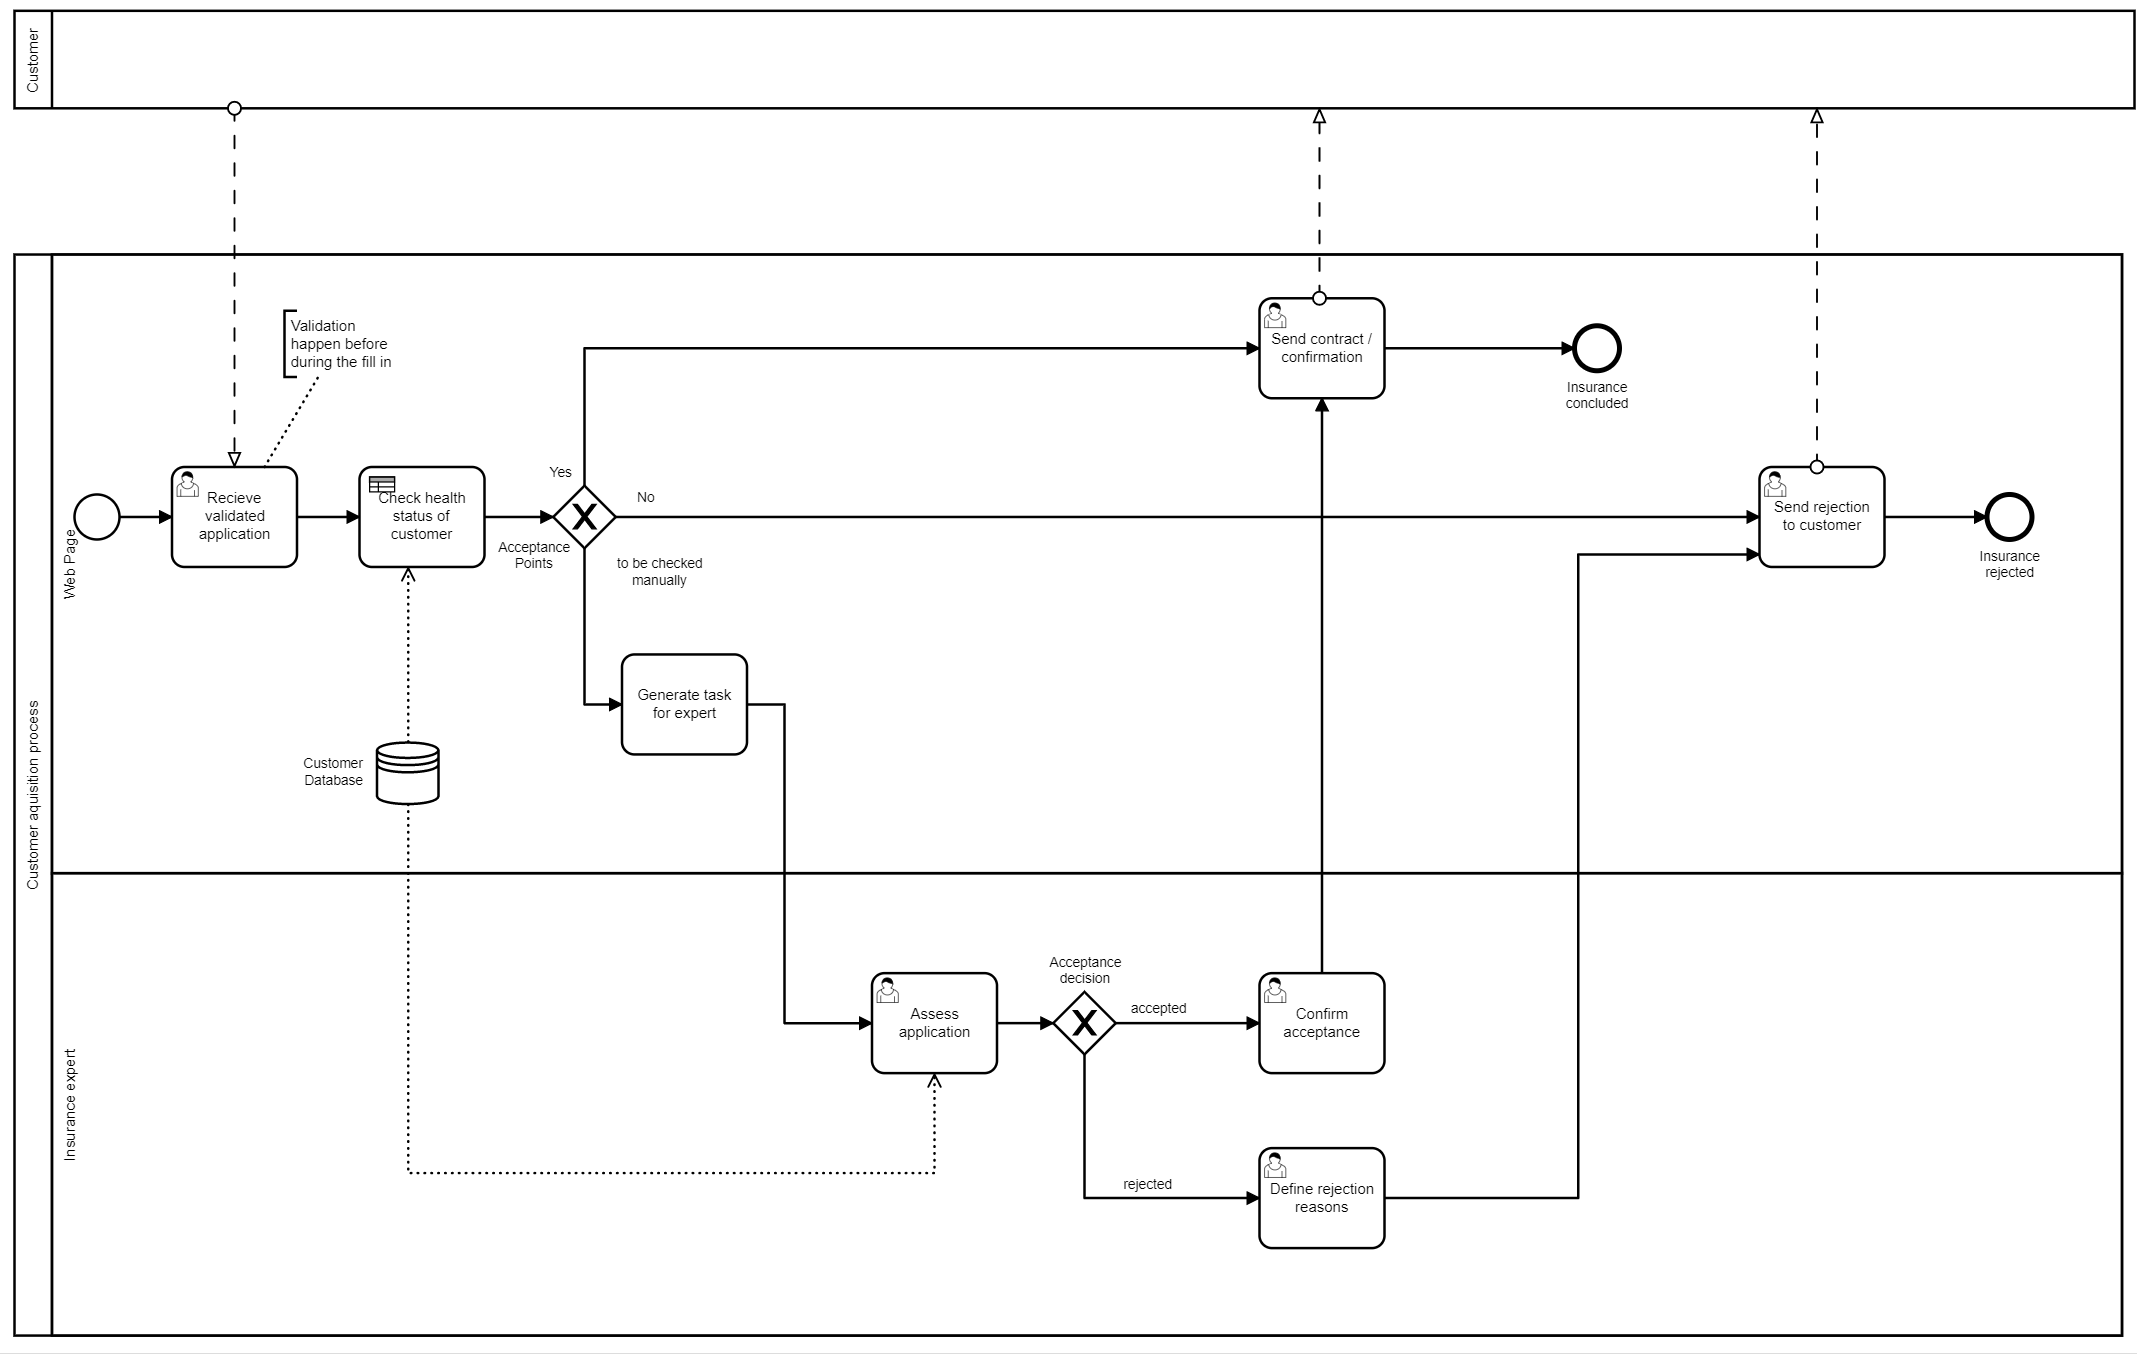 Customer
Validation
happen before
during the fill in
Send contract /
confirmation
Insurance
concluded
Yes
No
Recieve
validated
application
Check health
status of
customer
Acceptance
Points
to be checked
manually
Send rejection
to customer
Insurance
rejected
Web Page
Generate task
for expert
Customer
Database
Customer aquisition process
Acceptance
decision
accepted
Assess
application
Confirm
acceptance
Insurance expert
rejected
Define rejection
reasons